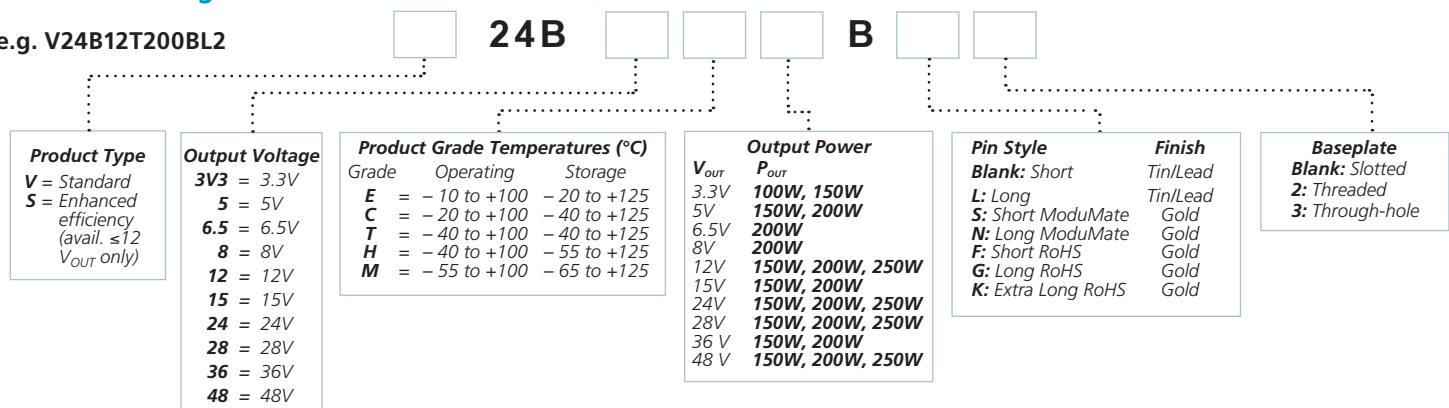 e.g. V24B12T200BL2
24B
B
Product Type
V = Standard
S = Enhanced
efficiency
(avail. ≤12
VOUT only)
Output Voltage
3V3 = 3.3V
5 = 5V
6.5 = 6.5V
8 = 8V
12 = 12V
15 = 15V
24 = 24V
28 = 28V
36 = 36V
48 = 48V
Product Grade Temperatures (°C)
Grade Operating Storage
E = – 10 to +100 – 20 to +125
C = – 20 to +100 – 40 to +125
T = – 40 to +100 – 40 to +125
H = – 40 to +100 – 55 to +125
M = – 55 to +100 – 65 to +125
Output Power
VOUT POUT
3.3V 100W, 150W
5V 150W, 200W
6.5V 200W
8V 200W
12V 150W, 200W, 250W
15V 150W, 200W
24V 150W, 200W, 250W
28V 150W, 200W, 250W
36 V 150W, 200W
48 V 150W, 200W, 250W
Pin Style Finish
Blank: Short Tin/Lead
L: Long Tin/Lead
S: Short ModuMate Gold
N: Long ModuMate Gold
F: Short RoHS Gold
G: Long RoHS Gold
K: Extra Long RoHS Gold
Baseplate
Blank: Slotted
2: Threaded
3: Through-hole